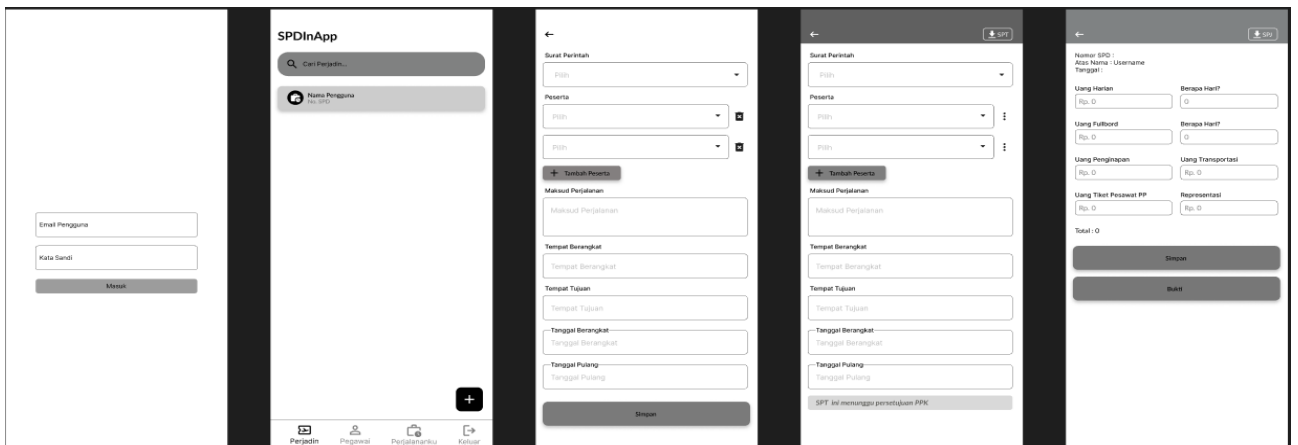 Email Pengguna
Kata Sandi
Masuk
SPDInApp
Cari Perjadin...
Nama Pengguna
No. SPD
Perjadin
Pegawai
Perjalananku
Keluar
Surat Perintah
Pilih
Peserta
Pilih
Pilih
Tambah Peserta
Maksud Perjalanan
Maksud Perjalanan
Tempat Berangkat
Tempat Berangkat
Tempat Tujuan
Tempat Tujuan
Tanggal Berangkat
Tanggal Berangkat
Tanggal Pulang
Tanggal Pulang
Simpan
SPT
Surat Perintah
Pilih
Peserta
Pilih
Pilih
Tambah Peserta
Maksud Perjalanan
Maksud Perjalanan
Tempat Berangkat
Tempat Berangkat
Tempat Tujuan
Tempat Tujuan
Tanggal Berangkat
Tanggal Berangkat
Tanggal Pulang
Tanggal Pulang
SPT ini menunggu persetujuan PPK
SPJ
Nomor SPD :
Atas Nama : Username
Tanggal :
Uang Harian Berapa Hari?
Rp. 0 0
Uang Fullbord Berapa Hari?
Rp. 0 0
Uang Penginapan Uang Transportasi
Rp. 0 Rp. 0
Uang Tiket Pesawat PP Representasi
Rp. 0 Rp. 0
Total : 0
Simpan
Bukti